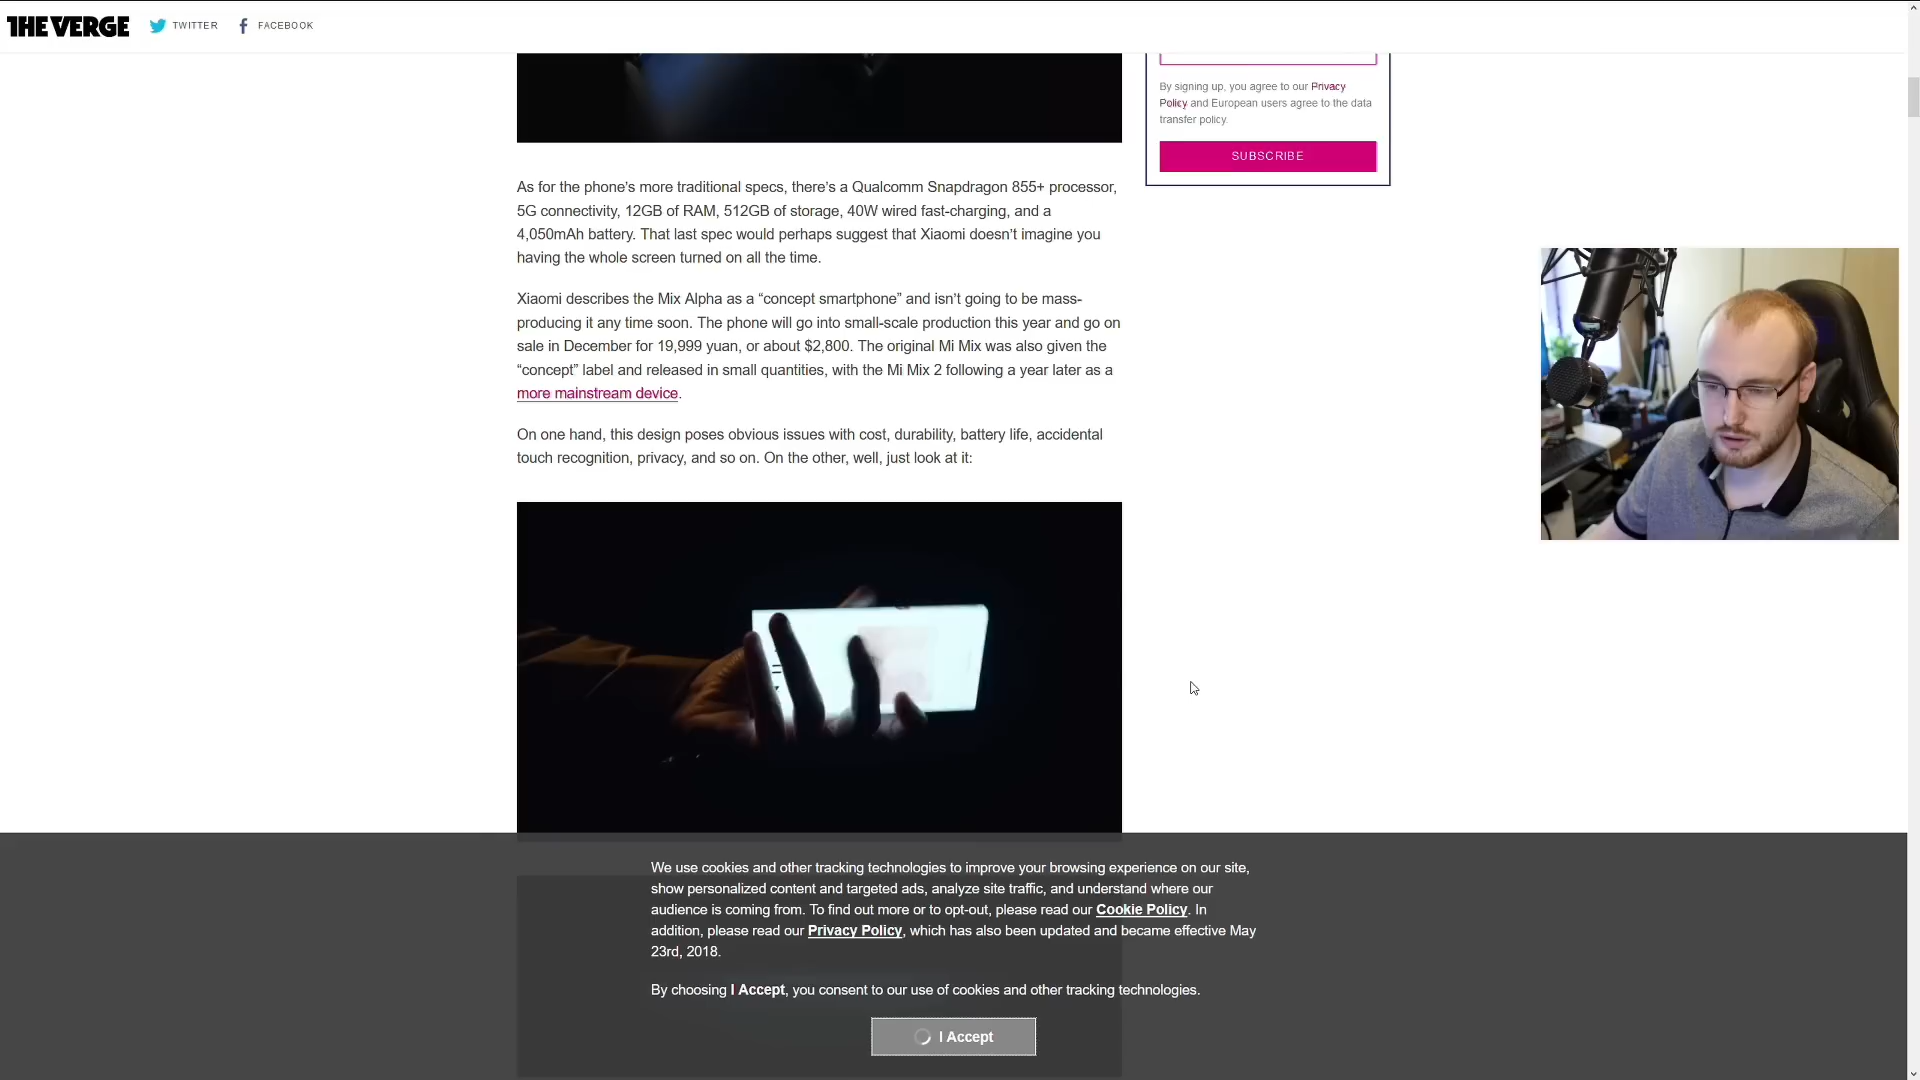 THE VERGE
TWITTER
FACEBOOK
By signing up, you agree to our Privacy
Policy and European users agree to the data
transfer policy.
SUBSCRIBE
As for the phone’s more traditional specs, there’s a Qualcomm Snapdragon 855+ processor,
5G connectivity, 12GB of RAM, 512GB of storage, 40W wired fast-charging, and a
4,050mAh battery. That last spec would perhaps suggest that Xiaomi doesn’t imagine you
having the whole screen turned on all the time.
Xiaomi describes the Mix Alpha as a “concept smartphone” and isn’t going to be mass-
producing it any time soon. The phone will go into small-scale production this year and go on
sale in December for 19,999 yuan, or about $2,800. The original Mi Mix was also given the
“concept” label and released in small quantities, with the Mi Mix 2 following a year later as a
more mainstream device.
On one hand, this design poses obvious issues with cost, durability, battery life, accidental
touch recognition, privacy, and so on. On the other, well, just look at it:
We use cookies and other tracking technologies to improve your browsing experience on our site,
show personalized content and targeted ads, analyze site traffic, and understand where our
audience is coming from. To find out more or to opt-out, please read our Cookie Policy. In
addition, please read our Privacy Policy, which has also been updated and became effective May
23rd, 2018.
By choosing I Accept, you consent to our use of cookies and other tracking technologies.
I Accept